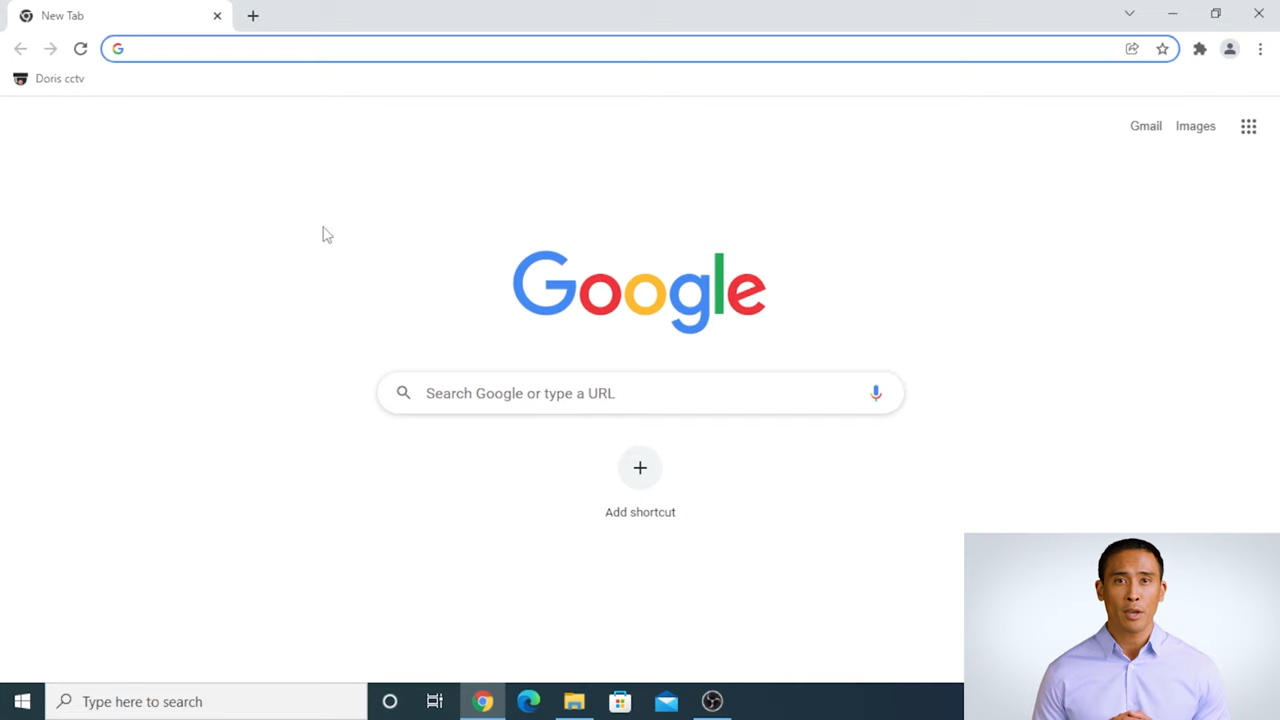 New Tab
Doris cctv
Gmail Images
Google
Search Google or type a URL
Add shortcut
Type here to search